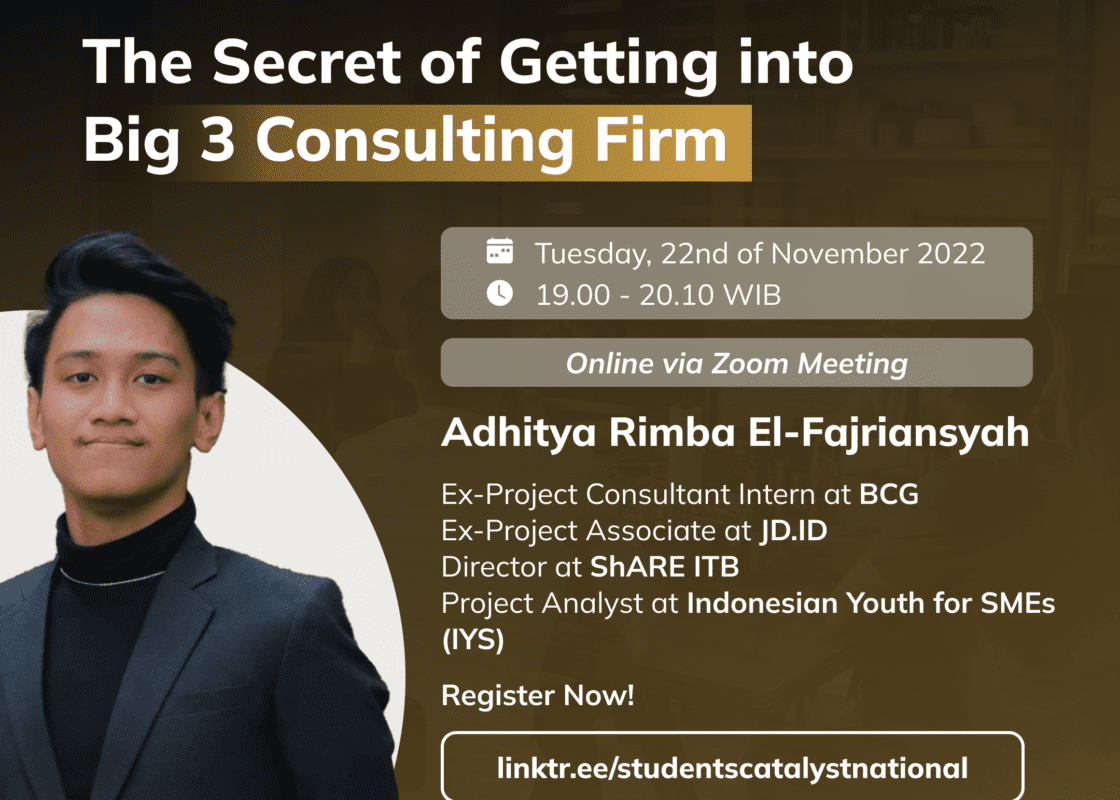 The Secret of Getting into
Big 3 Consulting Firm
Tuesday, 22nd of November 2022
19.00 - 20.10 WIB
Online via Zoom Meeting
Adhitya Rimba El-Fajriansyah
Ex-Project Consultant Intern at BCG
Ex-Project Associate at JD.ID
Director at ShARE ITB
Project Analyst at Indonesian Youth for SMEs
(IYS)
Register Now!
linktr.ee/studentscatalystnational